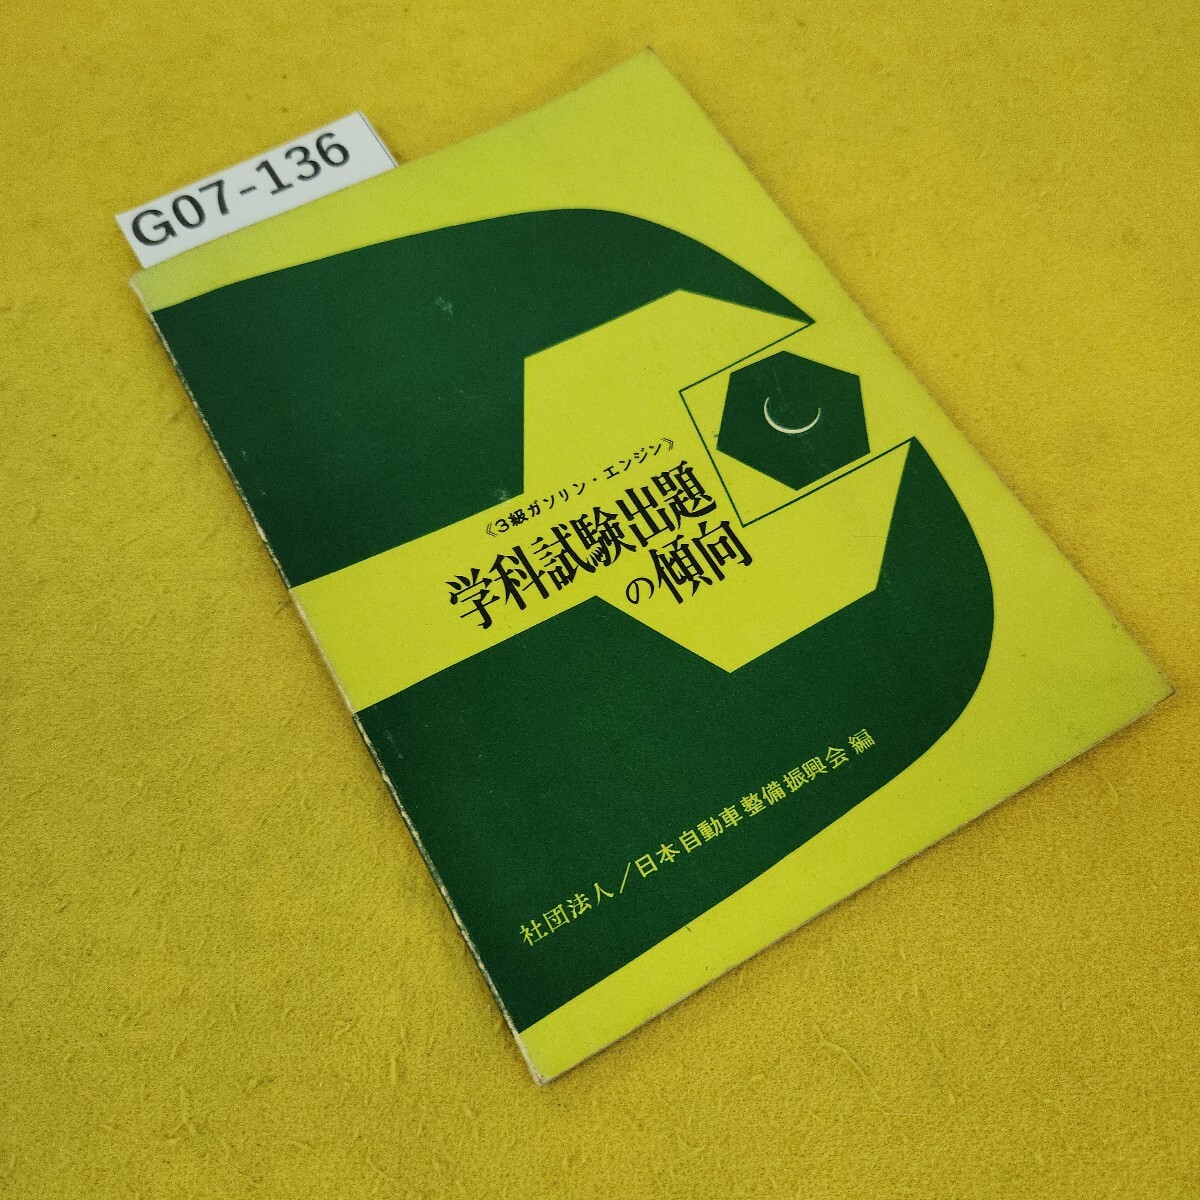 G07-136
《3級ガソリン・エンジン》
学科試験出題
の傾向
社団法人/日本自動車整備振興会 編